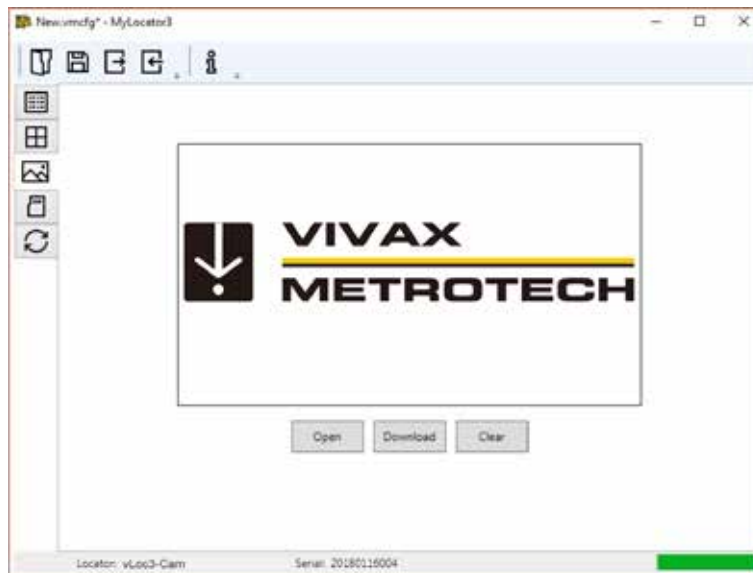 New.vmcfg* - MyLocator3
VIVAX
METROTECH
Open Download Clear
Locator: vLoc3-Cam Serial: 20180116004